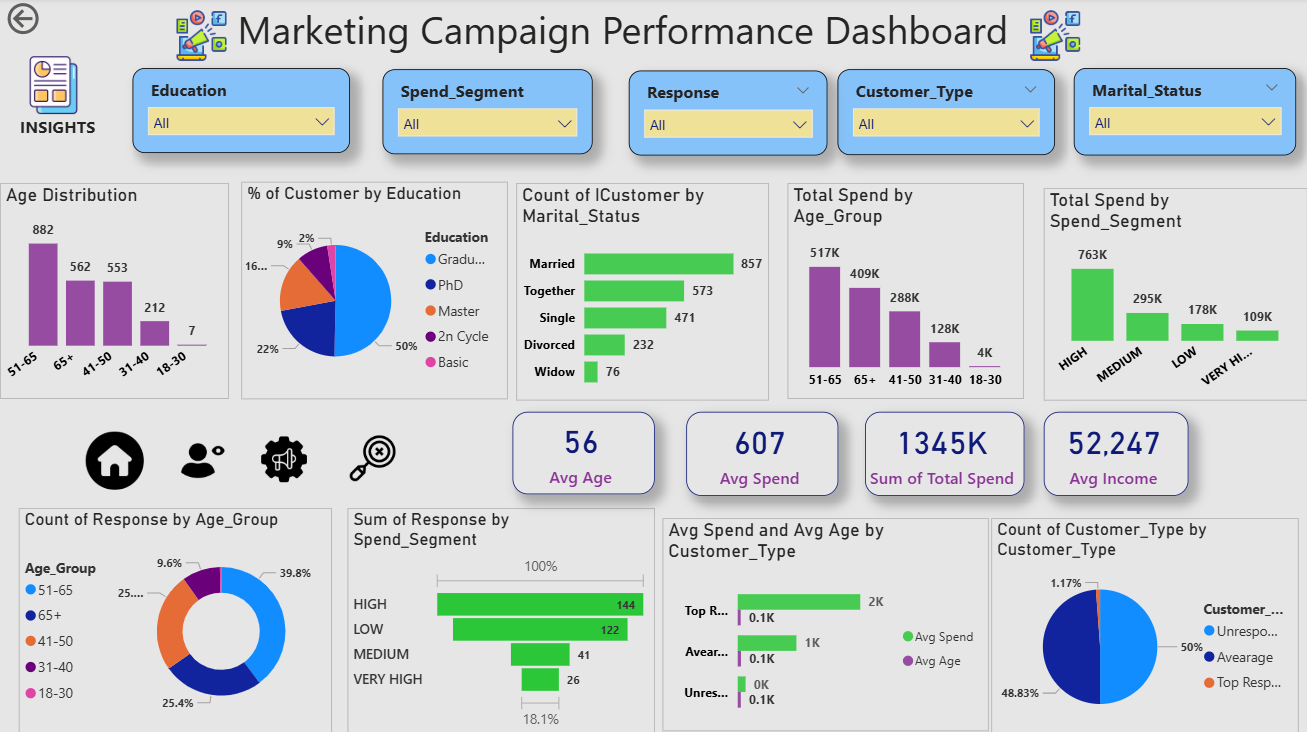 Marketing Campaign Performance Dashboard
INSIGHTS
Education
All
Spend_Segment
All
Response
All
Customer_Type
All
Marital_Status
All
Age Distribution
882
562
553
212
7
51-65
65+
41-50
31-40
18-30
% of Customer by Education
50%
22%
16...
9%
2%
Education
Gradu...
PhD
Master
2n Cycle
Basic
Count of ICustomer by
Marital_Status
Married 857
Together 573
Single 471
Divorced 232
Widow 76
Total Spend by
Age_Group
517K
409K
288K
128K
4K
51-65
65+
41-50
31-40
18-30
Total Spend by
Spend_Segment
763K
295K
178K
109K
HIGH
MEDIUM
LOW
VERY HI...
56
Avg Age
607
Avg Spend
1345K
Sum of Total Spend
52,247
Avg Income
Count of Response by Age_Group
Age_Group
51-65
65+
41-50
31-40
18-30
39.8%
25.4%
25....
9.6%
Sum of Response by
Spend_Segment
100%
HIGH 144
LOW 122
MEDIUM 41
VERY HIGH 26
18.1%
Avg Spend and Avg Age by
Customer_Type
Top R... 2K
0.1K
Avear... 1K
0.1K
Unres... 0K
0.1K
Avg Spend
Avg Age
Count of Customer_Type by
Customer_Type
1.17%
50%
48.83%
Customer_...
Unrespo...
Avearage
Top Resp...